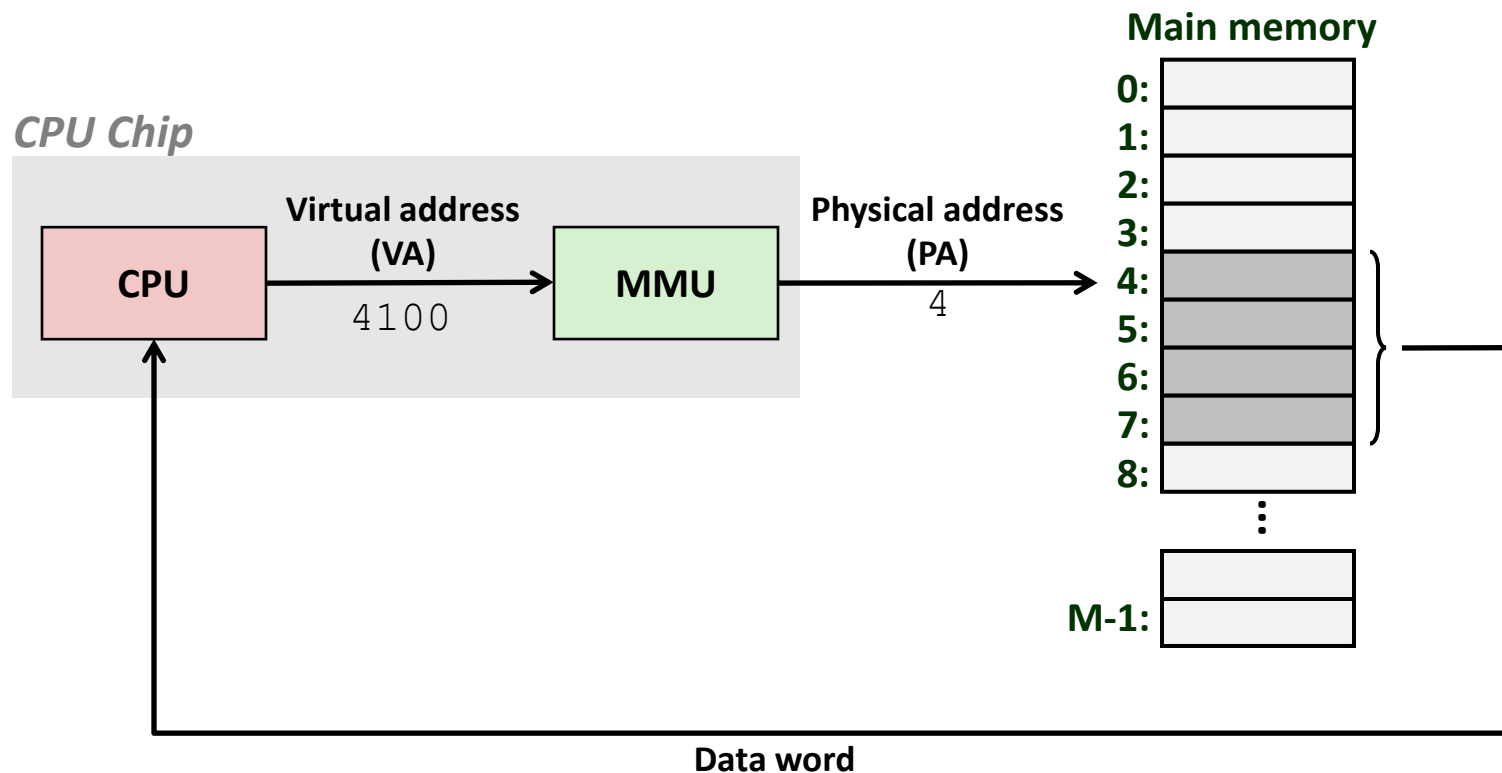 Main memory
0:
1:
CPU Chip
2:
Virtual address
(VA)
Physical address
(PA)
3:
CPU
MMU
4:
4100
4
5:
6:
7:
8:
...
M-1:
Data word